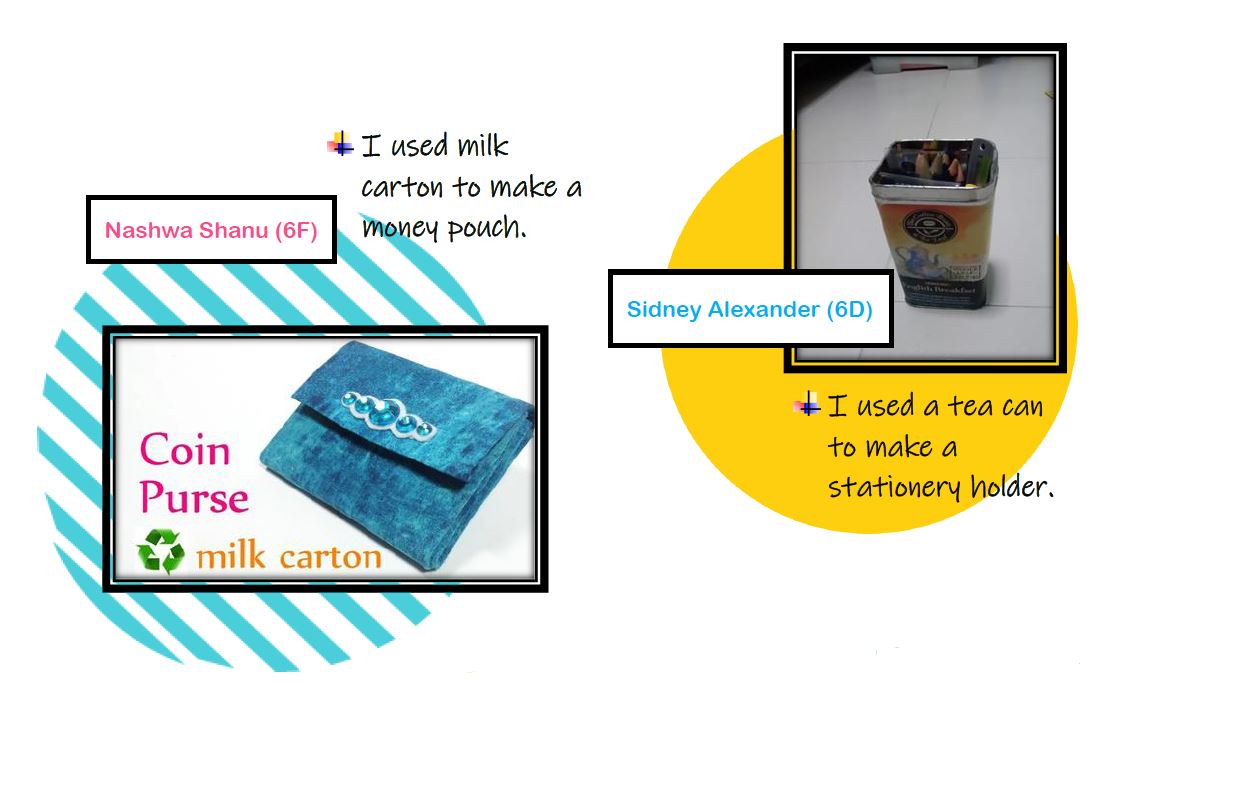 I used milk
carton to make a
money pouch.
Nashwa Shanu (6F)
Coin
Purse
milk carton
English Breakfast
Sidney Alexander (6D)
I used a tea can
to make a
stationery holder.